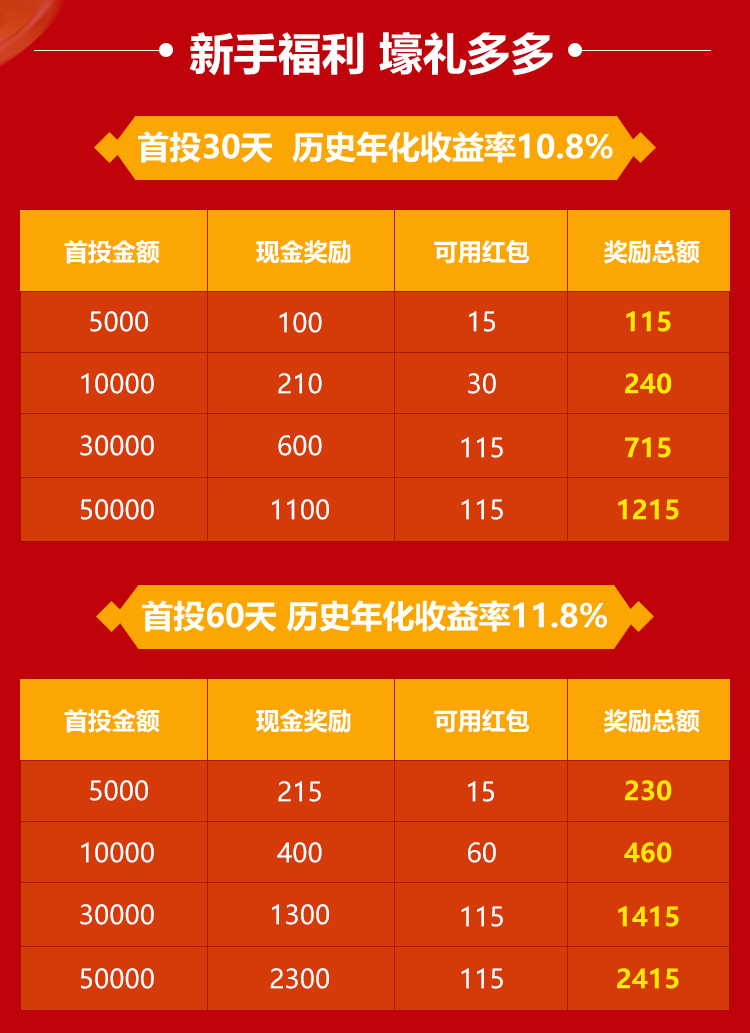 新手福利 壕礼多多
首投30天 历史年化收益率10.8%
首投金额 现金奖励 可用红包 奖励总额
5000 100 15 115
10000 210 30 240
30000 600 115 715
50000 1100 115 1215
首投60天 历史年化收益率11.8%
首投金额 现金奖励 可用红包 奖励总额
5000 215 15 230
10000 400 60 460
30000 1300 115 1415
50000 2300 115 2415